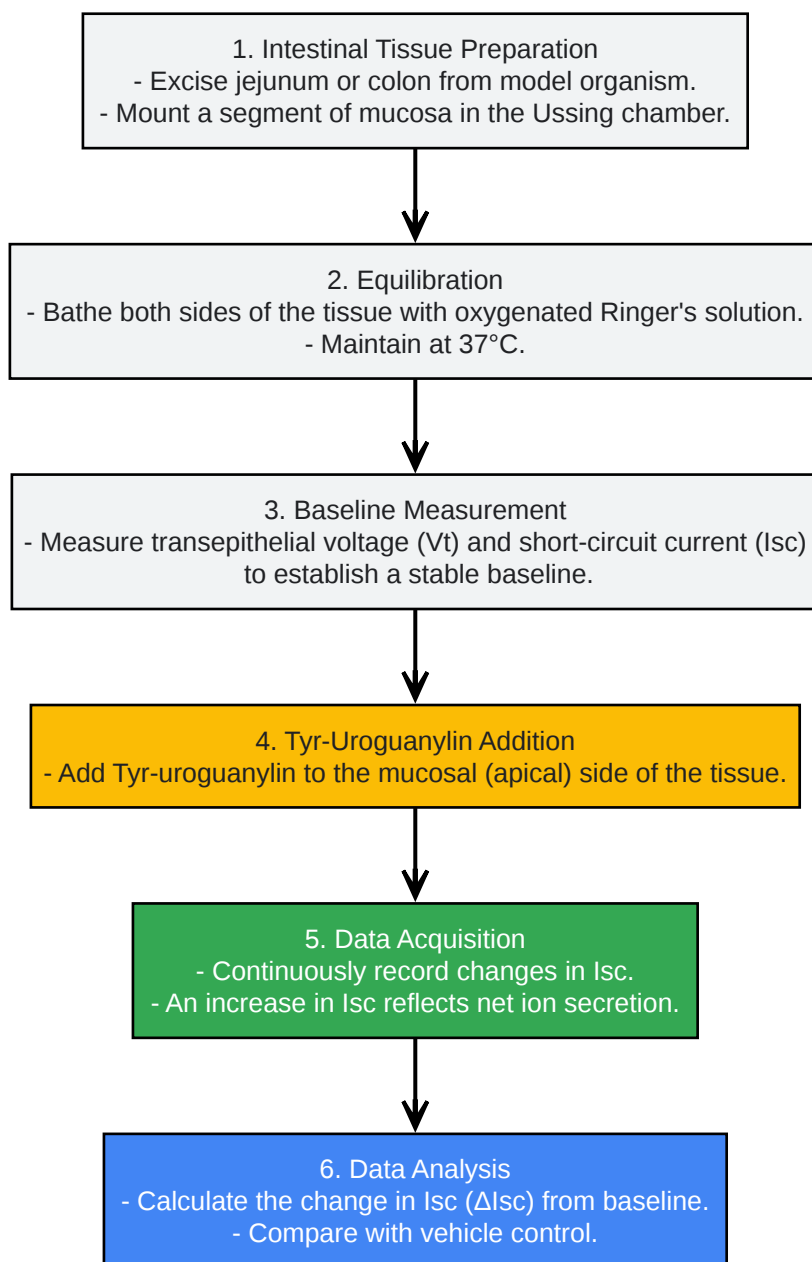 1. Intestinal Tissue Preparation
- Excise jejunum or colon from model organism.
- Mount a segment of mucosa in the Ussing chamber.
2. Equilibration
- Bathe both sides of the tissue with oxygenated Ringer's solution.
- Maintain at 37°C.
3. Baseline Measurement
- Measure transepithelial voltage (Vt) and short-circuit current (Isc)
to establish a stable baseline.
4. Tyr-Uroguanylin Addition
- Add Tyr-uroguanylin to the mucosal (apical) side of the tissue.
5. Data Acquisition
- Continuously record changes in Isc.
- An increase in Isc reflects net ion secretion.
6. Data Analysis
- Calculate the change in Isc (ΔIsc) from baseline.
- Compare with vehicle control.